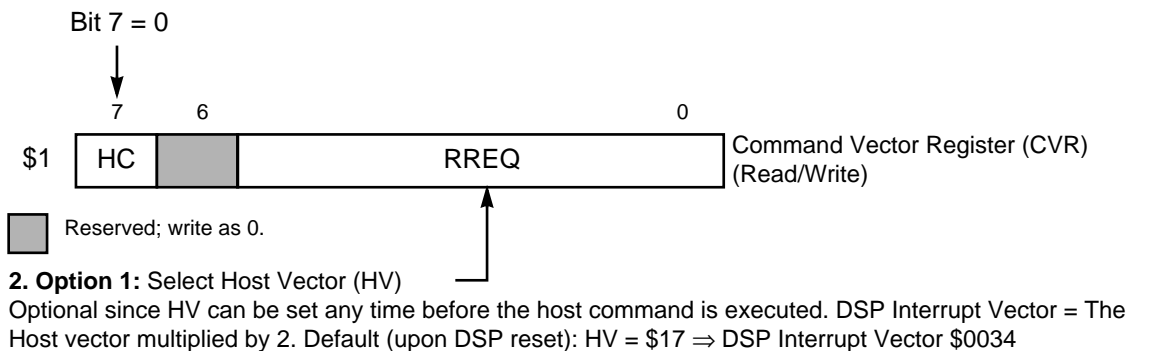 Bit 7 = 0
7 6 0
$1 HC RREQ Command Vector Register (CVR)
(Read/Write)
Reserved; write as 0.
2. Option 1: Select Host Vector (HV)
Optional since HV can be set any time before the host command is executed. DSP Interrupt Vector = The
Host vector multiplied by 2. Default (upon DSP reset): HV = $17 ⇒ DSP Interrupt Vector $0034